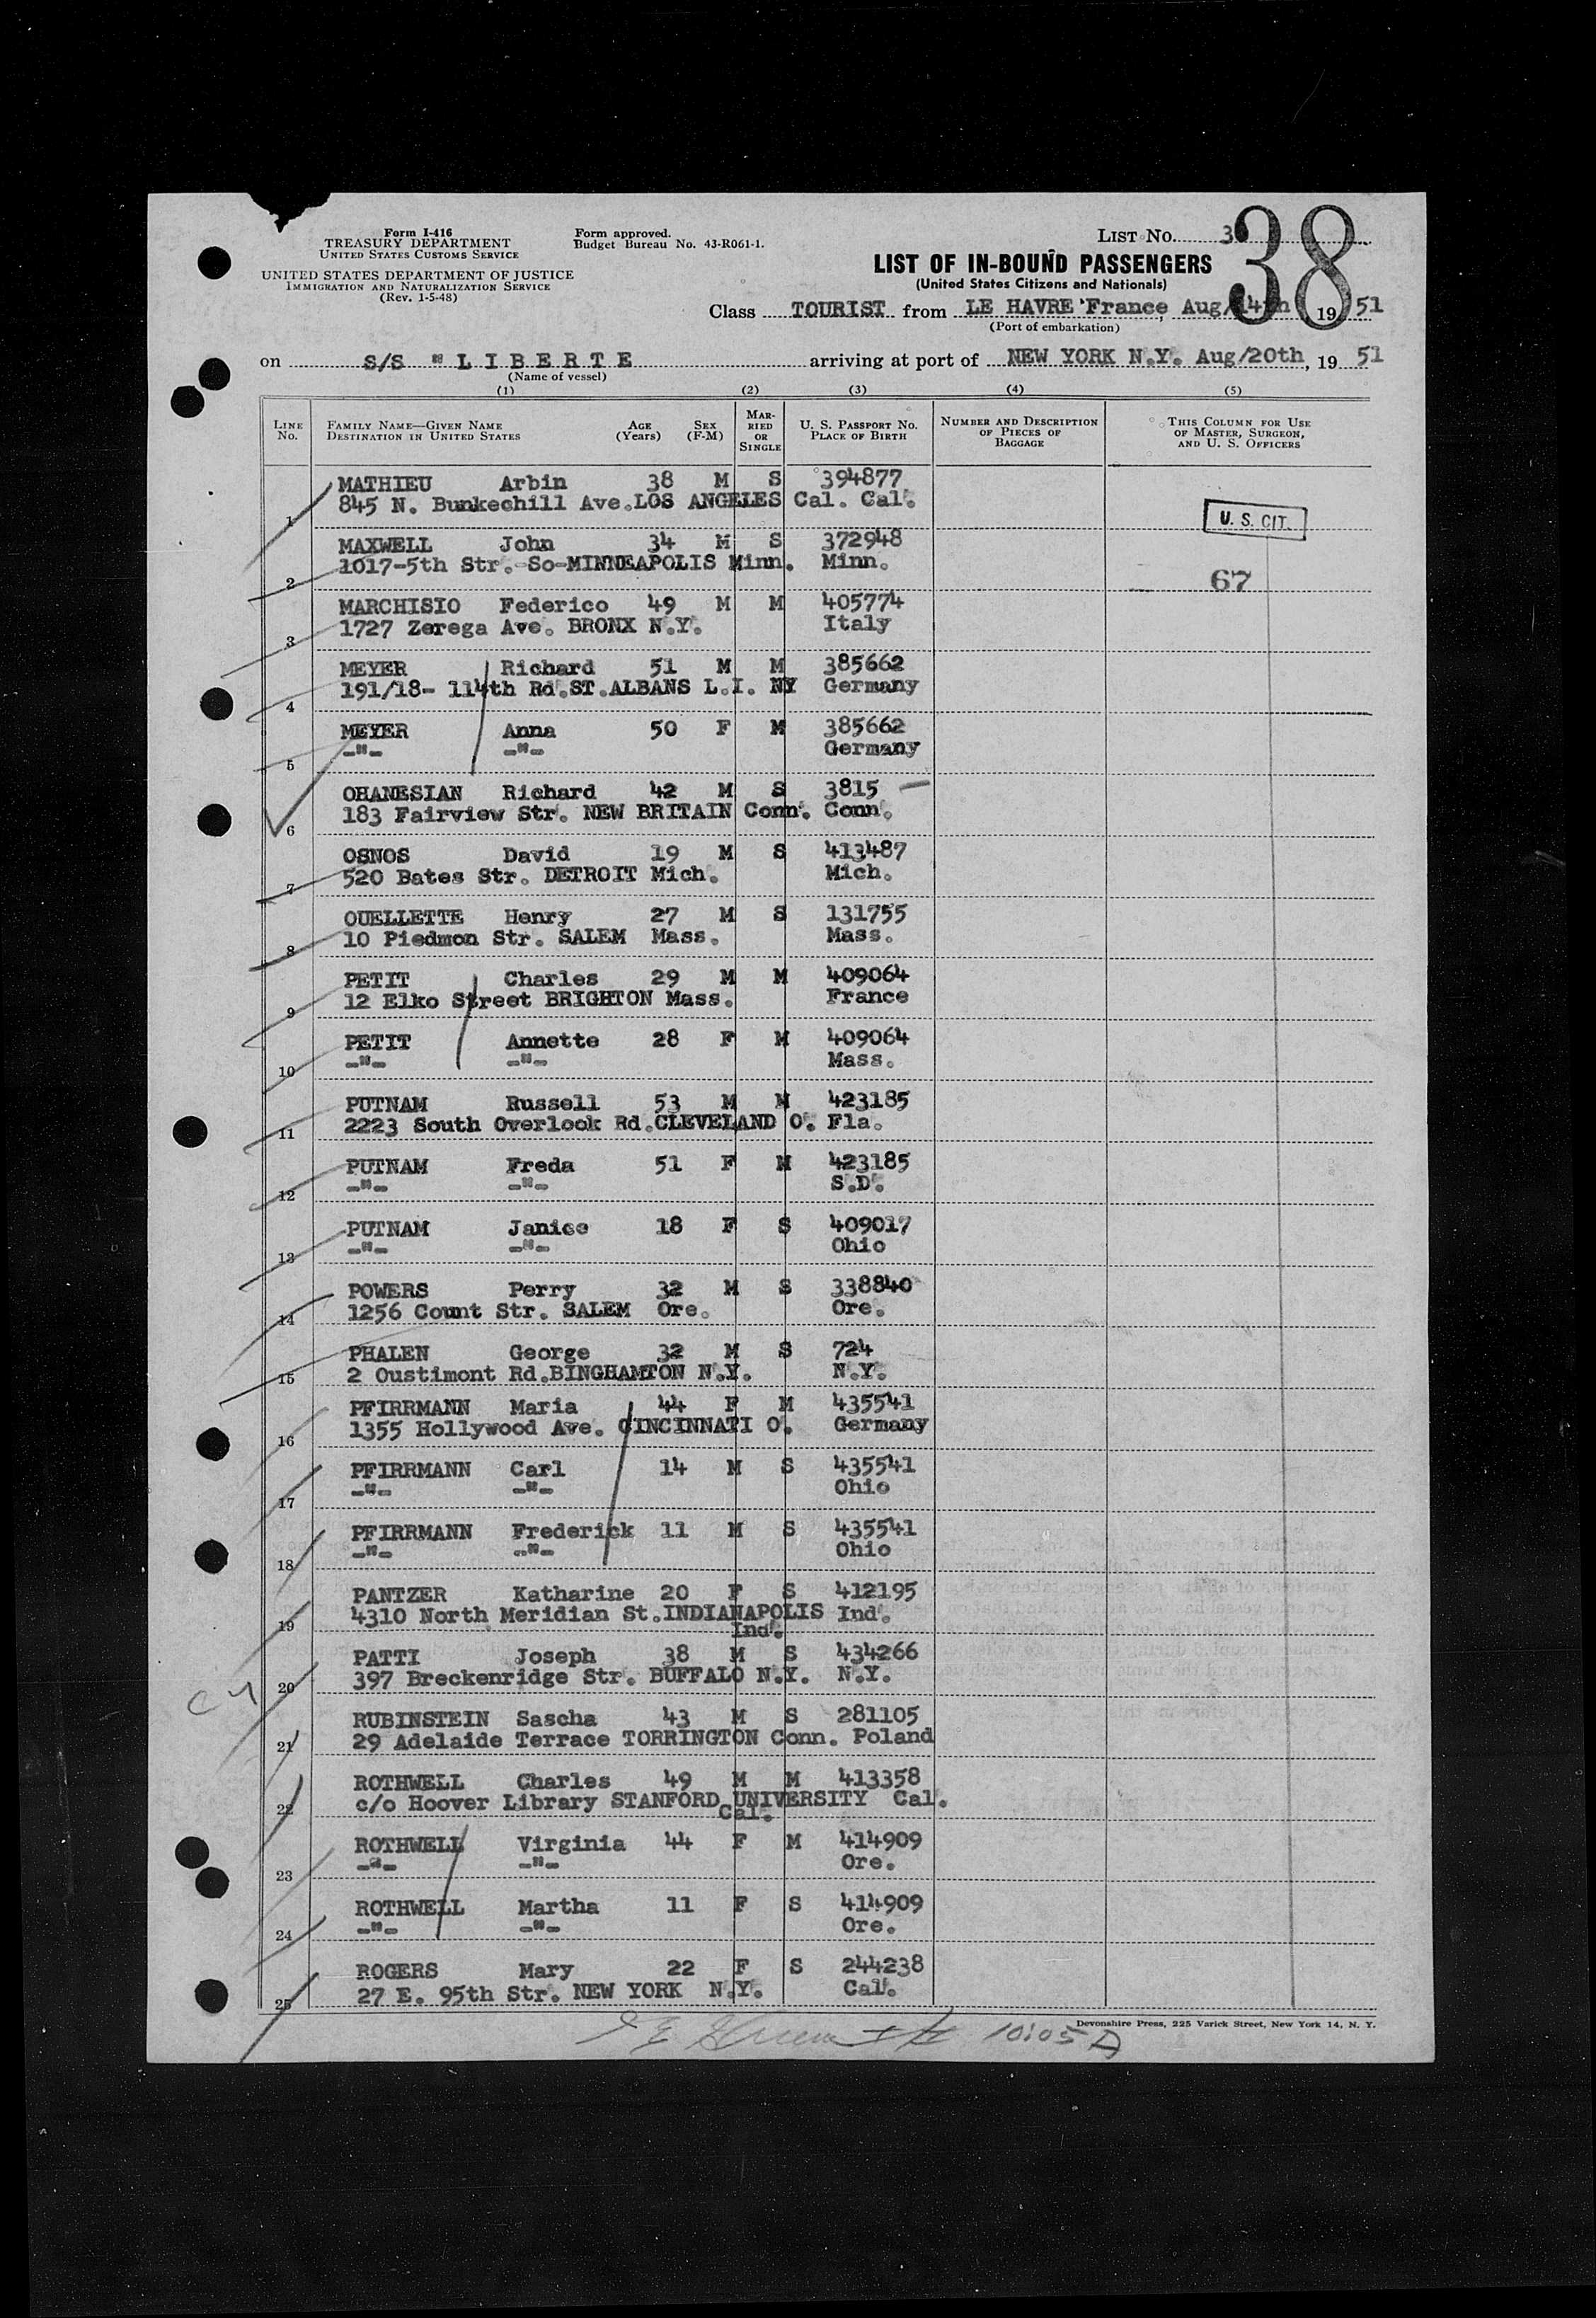 Form I-416
TREASURY DEPARTMENT
UNITED STATES CUSTOMS SERVICE
UNITED STATES DEPARTMENT OF JUSTICE
IMMIGRATION AND NATURALIZATION SERVICE
(Rev. 1-5-48)
Form approved.
Budget Bureau No. 43-R061-1.
LIST No. 3
38
LIST OF IN-BOUND PASSENGERS
(United States Citizens and Nationals)
Class TOURIST from LE HAVRE France, Aug/14th, 19 51
(Port of embarkation)
on S/S "L I B E R T E arriving at port of NEW YORK N.Y. Aug/20th, 19 51
(Name of vessel)
(1) (2) (3) (4) (5)
LINE No. FAMILY NAME—GIVEN NAME DESTINATION IN UNITED STATES AGE (Years) SEX (F-M) MARRIED OR SINGLE U. S. PASSPORT NO. PLACE OF BIRTH NUMBER AND DESCRIPTION OF PIECES OF BAGGAGE THIS COLUMN FOR USE OF MASTER, SURGEON, AND U. S. OFFICERS
MATHIEU Arbin 38 M S 394877
1 845 N. Bunkechill Ave.LOS ANGELES Cal. Cal.
U. S. CIT.
MAXWELL John 34 M S 372948
2 1017-5th Str.-So-MINNEAPOLIS Minn. Minn.
67
MARCHISIO Federico 49 M M 405774
3 1727 Zerega Ave. BRONX N.Y. Italy
MEYER Richard 51 M M 385662
4 191/18- 114th Rd.ST.ALBANS L.I. NY Germany
MEYER Anna 50 F M 385662
5 -"- -"- Germany
OHANESIAN Richard 42 M S 3815 —
6 183 Fairview Str. NEW BRITAIN Conn. Conn.
OSNOS David 19 M S 413487
7 520 Bates Str. DETROIT Mich. Mich.
OUELLETTE Henry 27 M S 131755
8 10 Piedmon Str. SALEM Mass. Mass.
PETIT Charles 29 M M 409064
9 12 Elko Street BRIGHTON Mass. France
PETIT Annette 28 F M 409064
10 -"- -"- Mass.
PUTNAM Russell 53 M M 423185
11 2223 South Overlook Rd.CLEVELAND O. Fla.
PUTNAM Freda 51 F M 423185
12 -"- -"- S.D.
PUTNAM Janice 18 F S 409017
13 -"- -"- Ohio
POWERS Perry 32 M S 338840
14 1256 Count Str. SALEM Ore. Ore.
PHALEN George 32 M S 724
15 2 Oustimont Rd.BINGHAMTON N.Y. N.Y.
PFIRRMANN Maria 44 F M 435541
16 1355 Hollywood Ave. CINCINNATI O. Germany
PFIRRMANN Carl 14 M S 435541
17 -"- -"- Ohio
PFIRRMANN Frederick 11 M S 435541
18 -"- -"- Ohio
PANTZER Katharine 20 F S 412195
19 4310 North Meridian St.INDIANAPOLIS Ind.
Ind.
PATTI Joseph 38 M S 434266
20 397 Breckenridge Str. BUFFALO N.Y. N.Y.
RUBINSTEIN Sascha 43 M S 281105
21 29 Adelaide Terrace TORRINGTON Conn. Poland
ROTHWELL Charles 49 M M 413358
22 c/o Hoover Library STANFORD UNIVERSITY Cal.
Cal.
ROTHWELL Virginia 44 F M 414909
23 -"- -"- Ore.
ROTHWELL Martha 11 F S 414909
24 -"- -"- Ore.
ROGERS Mary 22 F S 244238
25 27 E. 95th Str. NEW YORK N.Y. Cal.
Devonshire Press, 225 Varick Street, New York 14, N. Y.
10:05 A